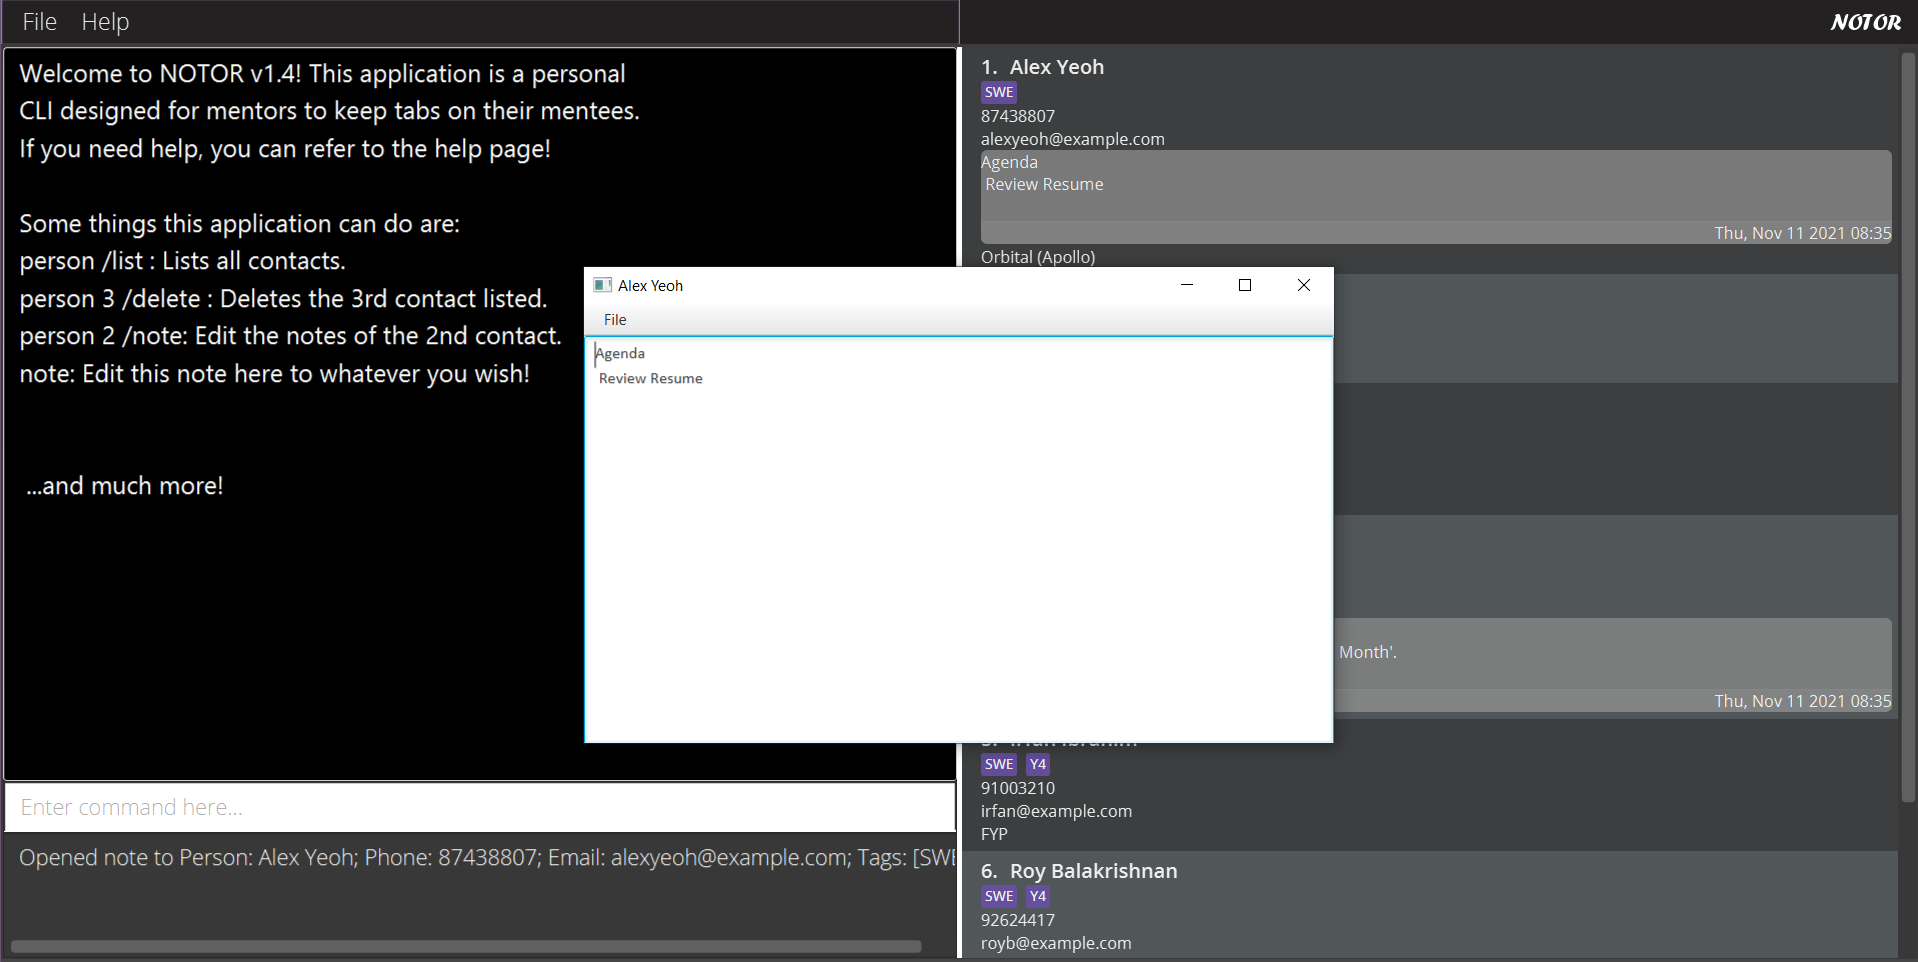 File Help
NOTOR
Welcome to NOTOR v1.4! This application is a personal
CLI designed for mentors to keep tabs on their mentees.
If you need help, you can refer to the help page!
Some things this application can do are:
person /list : Lists all contacts.
person 3 /delete : Deletes the 3rd contact listed.
person 2 /note: Edit the notes of the 2nd contact.
note: Edit this note here to whatever you wish!
...and much more!
Enter command here...
Opened note to Person: Alex Yeoh; Phone: 87438807; Email: alexyeoh@example.com; Tags: [SWE
Alex Yeoh
File
Agenda
Review Resume
1. Alex Yeoh
SWE
87438807
alexyeoh@example.com
Agenda
Review Resume
Thu, Nov 11 2021 08:35
Orbital (Apollo)
Month'.
Thu, Nov 11 2021 08:35
SWE Y4
91003210
irfan@example.com
FYP
6. Roy Balakrishnan
SWE Y4
92624417
royb@example.com